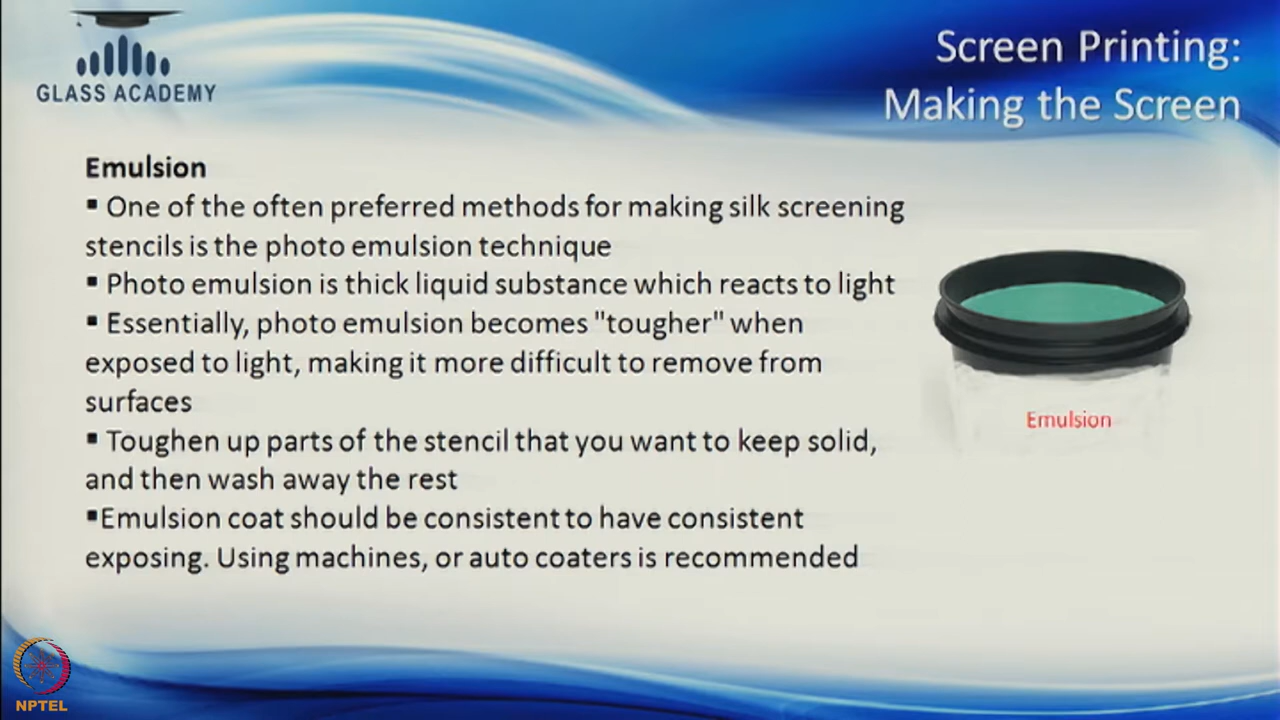 GLASS ACADEMY
Screen Printing:
Making the Screen
Emulsion
▪ One of the often preferred methods for making silk screening
stencils is the photo emulsion technique
▪ Photo emulsion is thick liquid substance which reacts to light
▪ Essentially, photo emulsion becomes "tougher" when
exposed to light, making it more difficult to remove from
surfaces
▪ Toughen up parts of the stencil that you want to keep solid,
and then wash away the rest
▪Emulsion coat should be consistent to have consistent
exposing. Using machines, or auto coaters is recommended
Emulsion
NPTEL